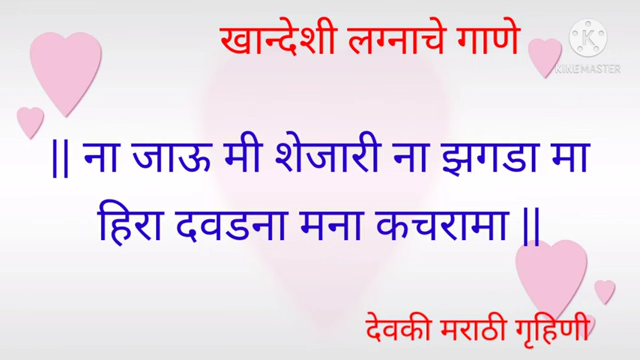 खान्देशी लग्नाचे गाणे
KINEMASTER
|| ना जाऊ मी शेजारी ना झगडा मा
हिरा दवडना मना कचरामा ||
देवकी मराठी गृहिणी